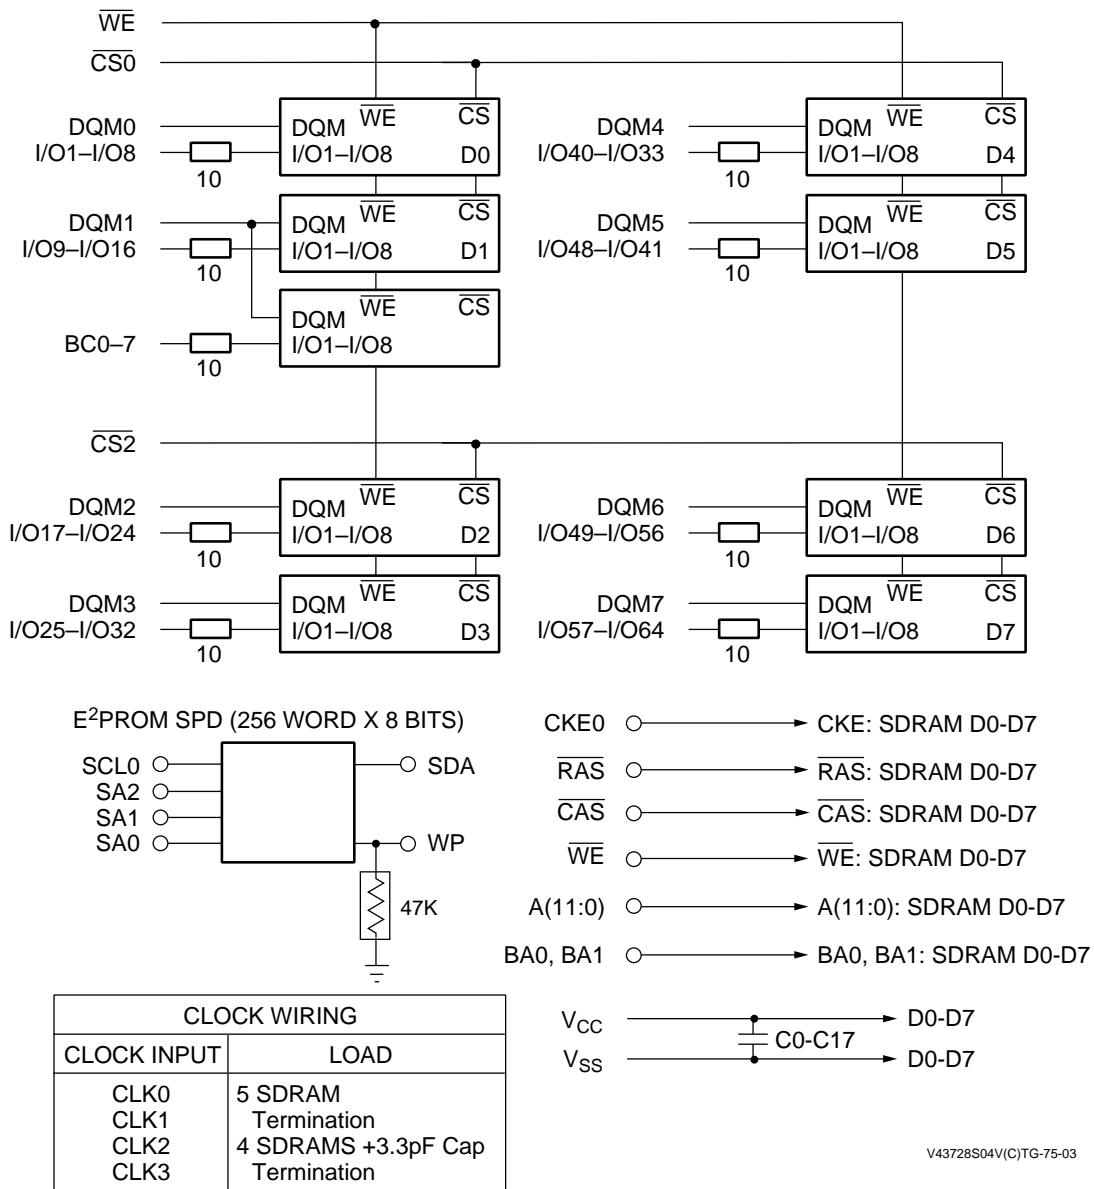 WE
CS0
DQM0
I/O1–I/O8
10
DQM WE CS
I/O1–I/O8 D0
DQM4
I/O40–I/O33
10
DQM WE CS
I/O1–I/O8 D4
DQM1
I/O9–I/O16
10
DQM WE CS
I/O1–I/O8 D1
DQM5
I/O48–I/O41
10
DQM WE CS
I/O1–I/O8 D5
BC0–7
10
DQM WE CS
I/O1–I/O8
CS2
DQM2
I/O17–I/O24
10
DQM WE CS
I/O1–I/O8 D2
DQM6
I/O49–I/O56
10
DQM WE CS
I/O1–I/O8 D6
DQM3
I/O25–I/O32
10
DQM WE CS
I/O1–I/O8 D3
DQM7
I/O57–I/O64
10
DQM WE CS
I/O1–I/O8 D7
E2PROM SPD (256 WORD X 8 BITS)
SCL0 SDA
SA2
SA1
SA0 WP
47K
CKE0 CKE: SDRAM D0-D7
RAS RAS: SDRAM D0-D7
CAS CAS: SDRAM D0-D7
WE WE: SDRAM D0-D7
A(11:0) A(11:0): SDRAM D0-D7
BA0, BA1 BA0, BA1: SDRAM D0-D7
VCC D0-D7
C0-C17
VSS D0-D7
CLOCK WIRING
CLOCK INPUT LOAD
CLK0 5 SDRAM
CLK1 Termination
CLK2 4 SDRAMS +3.3pF Cap
CLK3 Termination
V43728S04V(C)TG-75-03